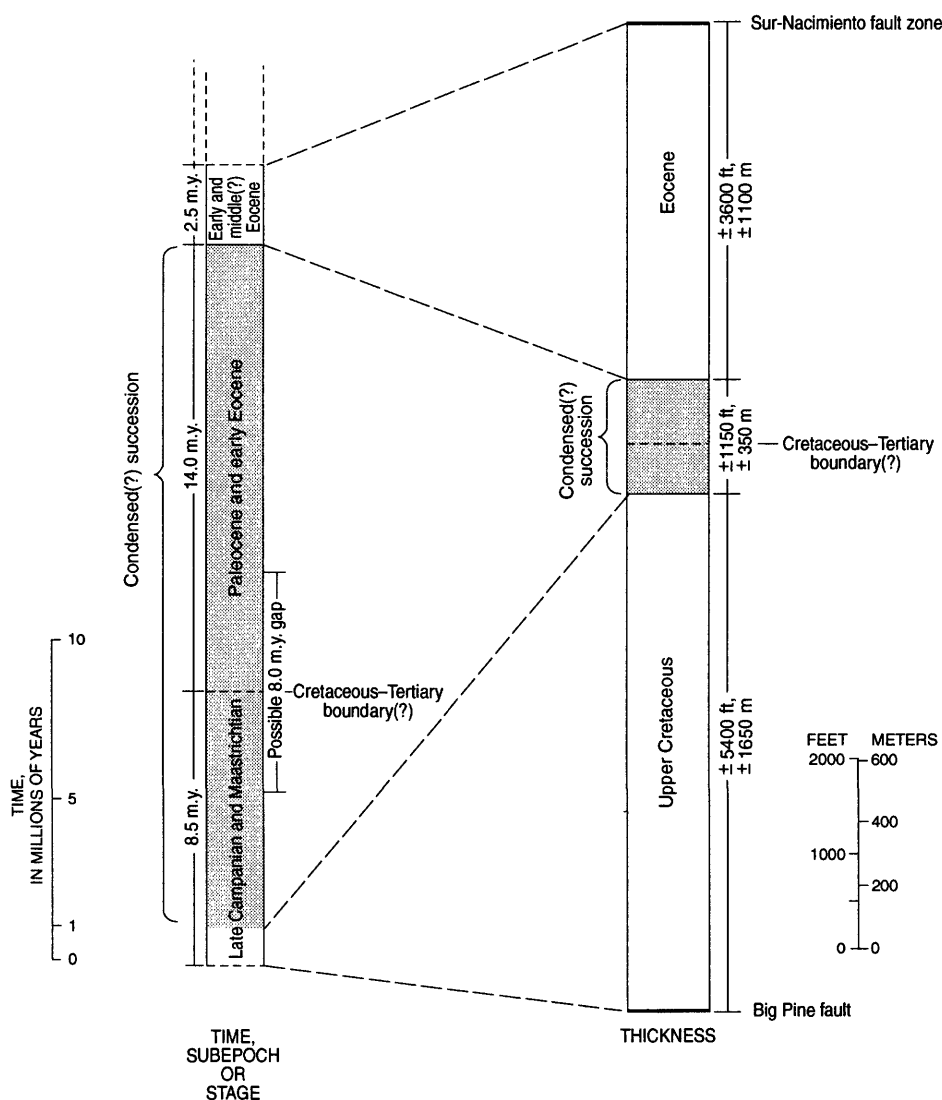 Sur-Nacimiento fault zone
2.5 m.y.
Early and
middle(?)
Eocene
Eocene
±3600 ft,
±1100 m
Condensed(?) succession
14.0 m.y.
Paleocene and early Eocene
Condensed(?)
succession
±1150 ft,
±350 m
Cretaceous–Tertiary
boundary(?)
Possible 8.0 m.y. gap
Cretaceous–Tertiary
boundary(?)
8.5 m.y.
Late Campanian and Maastrichtian
TIME,
IN MILLIONS OF YEARS
10
5
1
0
Upper Cretaceous
±5400 ft,
±1650 m
FEET METERS
2000 600
400
1000
200
0 0
Big Pine fault
TIME,
SUBEPOCH
OR
STAGE
THICKNESS